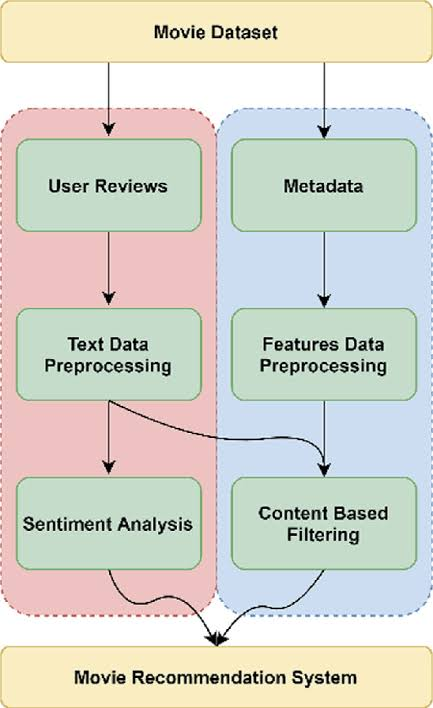 Movie Dataset
User Reviews
Metadata
Text Data
Preprocessing
Features Data
Preprocessing
Sentiment Analysis
Content Based
Filtering
Movie Recommendation System